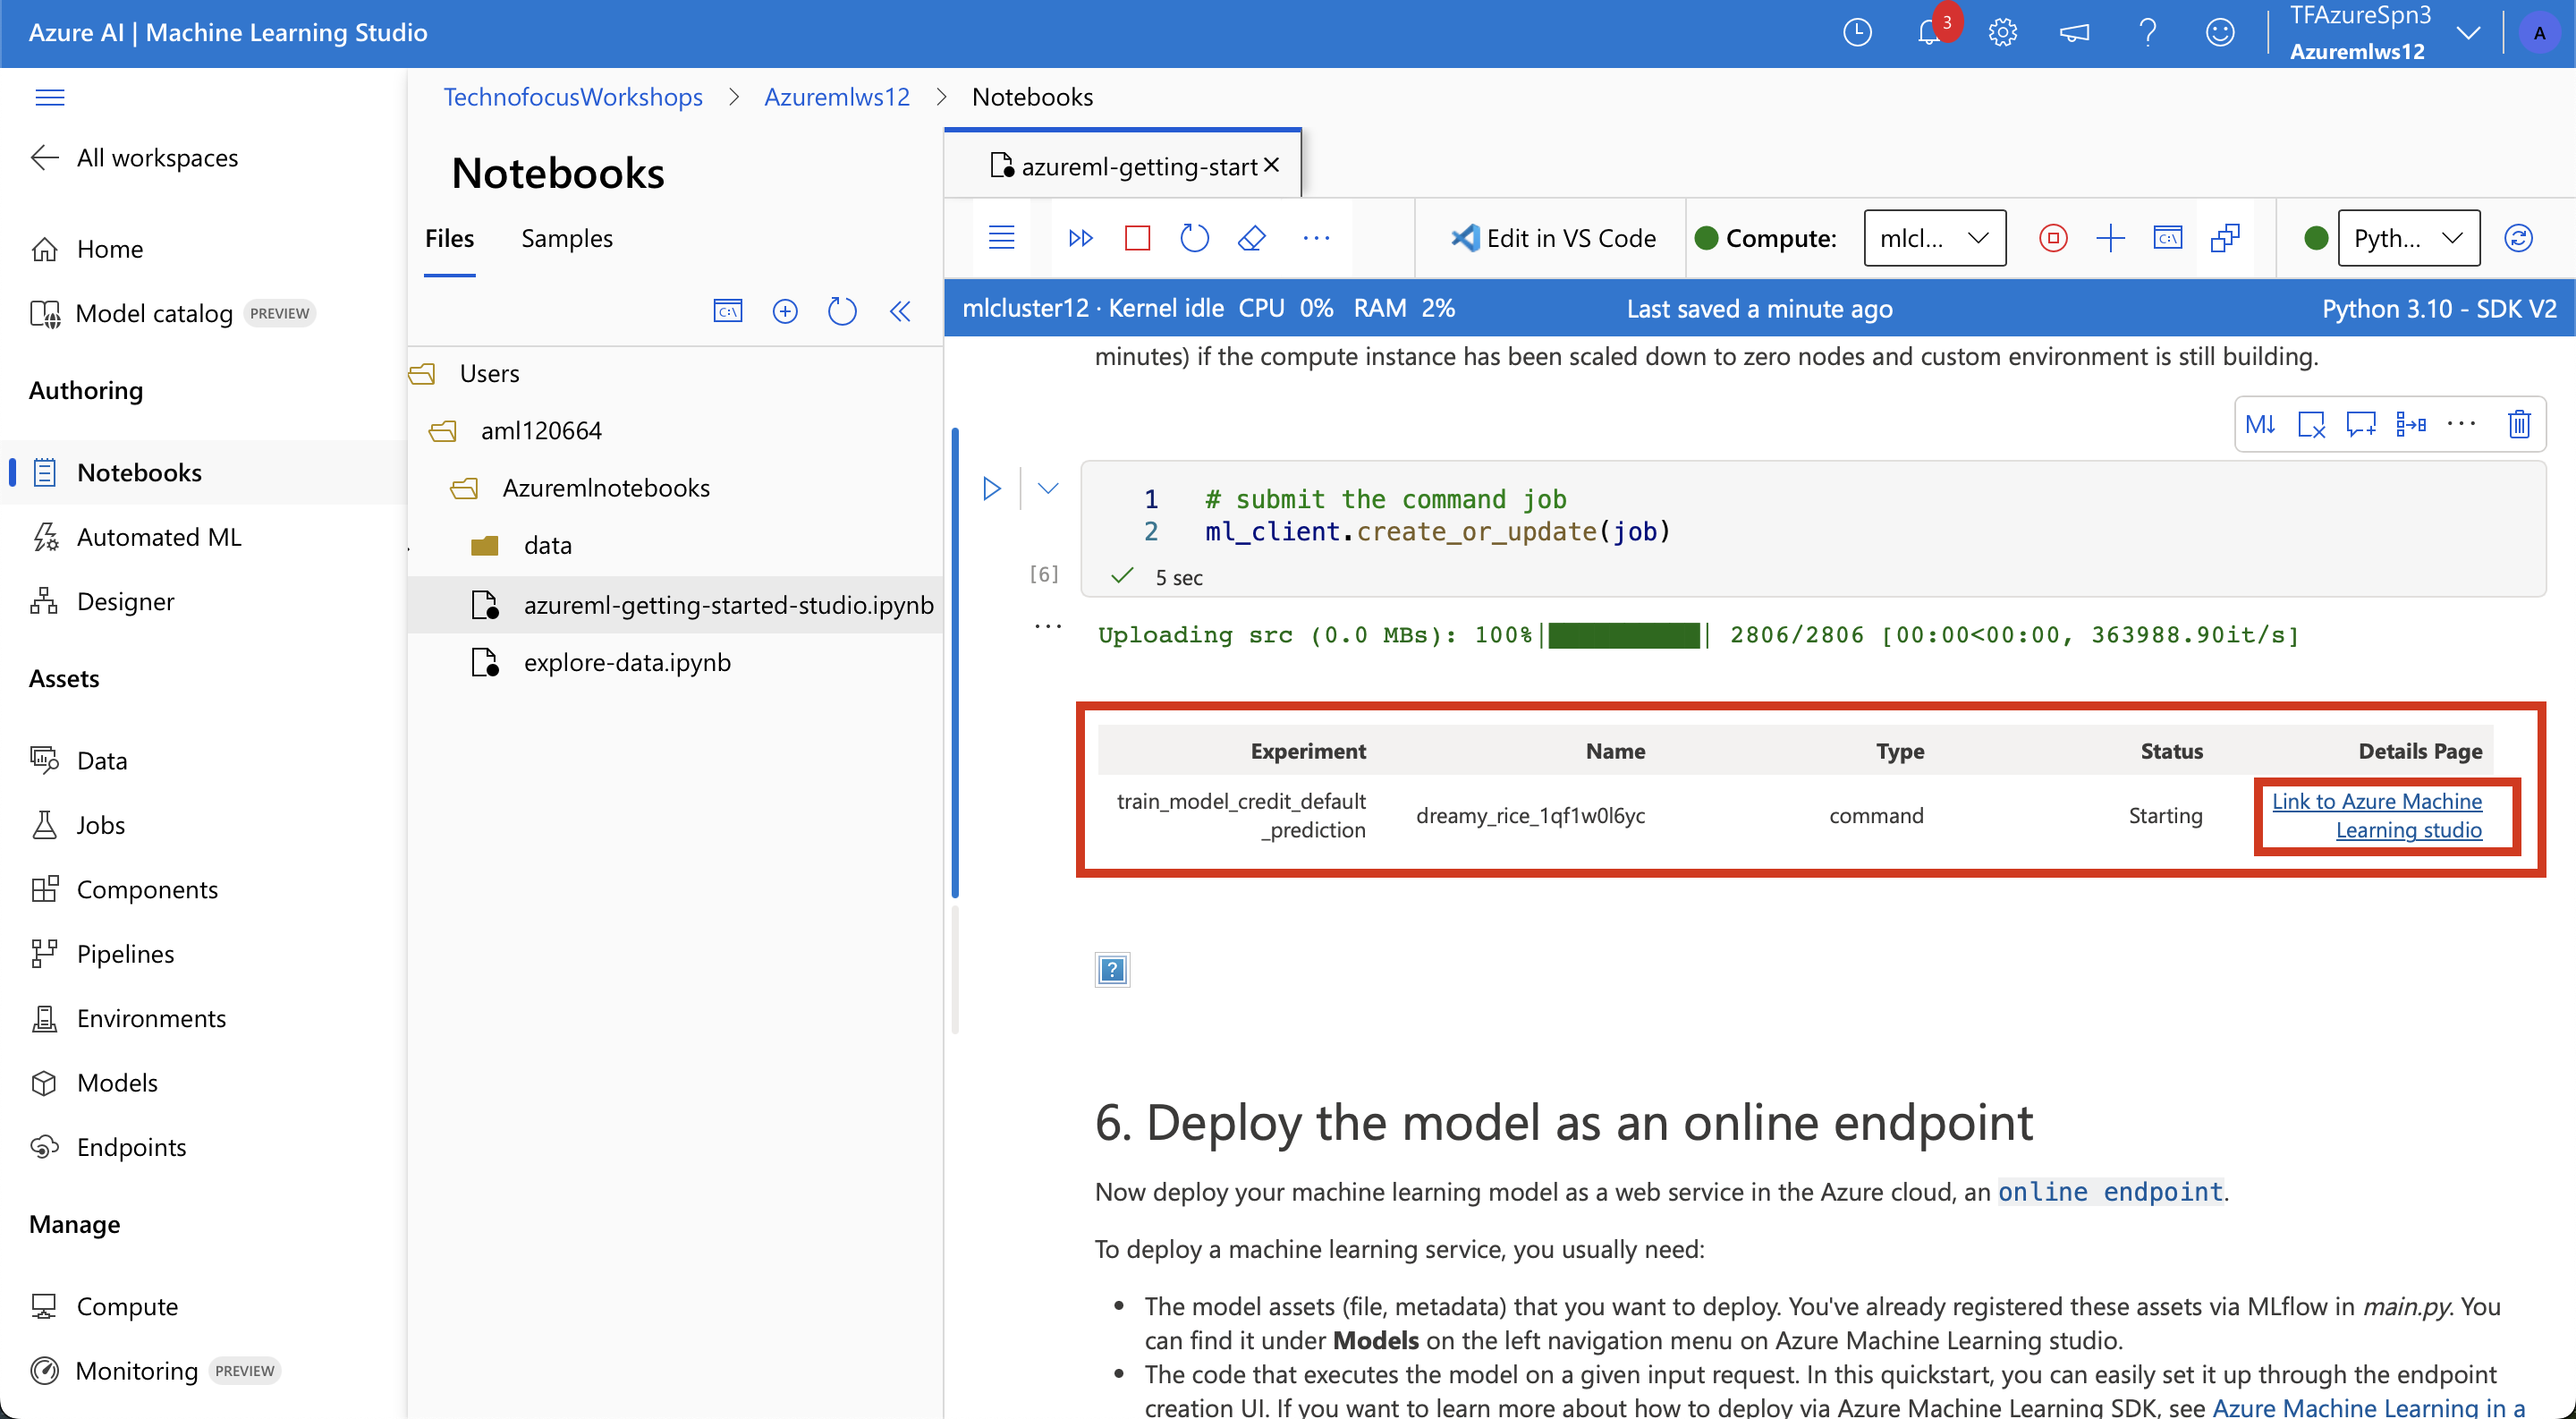 Azure AI | Machine Learning Studio
3
TFAzureSpn3
Azuremlws12
A
All workspaces
Home
Model catalog PREVIEW
Authoring
Notebooks
Automated ML
Designer
Assets
Data
Jobs
Components
Pipelines
Environments
Models
Endpoints
Manage
Compute
Monitoring PREVIEW
TechnofocusWorkshops > Azuremlws12 > Notebooks
Notebooks
Files Samples
Users
aml120664
Azuremlnotebooks
data
azureml-getting-started-studio.ipynb
explore-data.ipynb
azureml-getting-start
Edit in VS Code
Compute: mlcl...
Pyth...
mlcluster12 · Kernel idle CPU 0% RAM 2%
Last saved a minute ago
Python 3.10 - SDK V2
minutes) if the compute instance has been scaled down to zero nodes and custom environment is still building.
M↓
1 # submit the command job
2 ml_client.create_or_update(job)
[6]
5 sec
Uploading src (0.0 MBs): 100%|██████████| 2806/2806 [00:00<00:00, 363988.90it/s]
Experiment Name Type Status Details Page
train_model_credit_default
_prediction
dreamy_rice_1qf1w0l6yc
command
Starting
Link to Azure Machine
Learning studio
?
6. Deploy the model as an online endpoint
Now deploy your machine learning model as a web service in the Azure cloud, an online endpoint.
To deploy a machine learning service, you usually need:
• The model assets (file, metadata) that you want to deploy. You've already registered these assets via MLflow in main.py. You
can find it under Models on the left navigation menu on Azure Machine Learning studio.
• The code that executes the model on a given input request. In this quickstart, you can easily set it up through the endpoint
creation UI. If you want to learn more about how to deploy via Azure Machine Learning SDK, see Azure Machine Learning in a